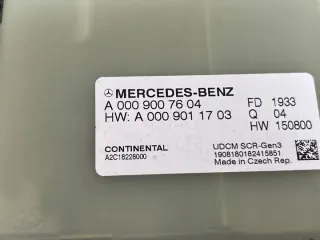 MERCEDES-BENZ
A 000 900 76 04 FD 1933
HW: A 000 901 17 03 Q 04
HW 150800
CONTINENTAL UDCM SCR-Gen3
A2C18228000 1908180182415851
Made in Czech Rep.